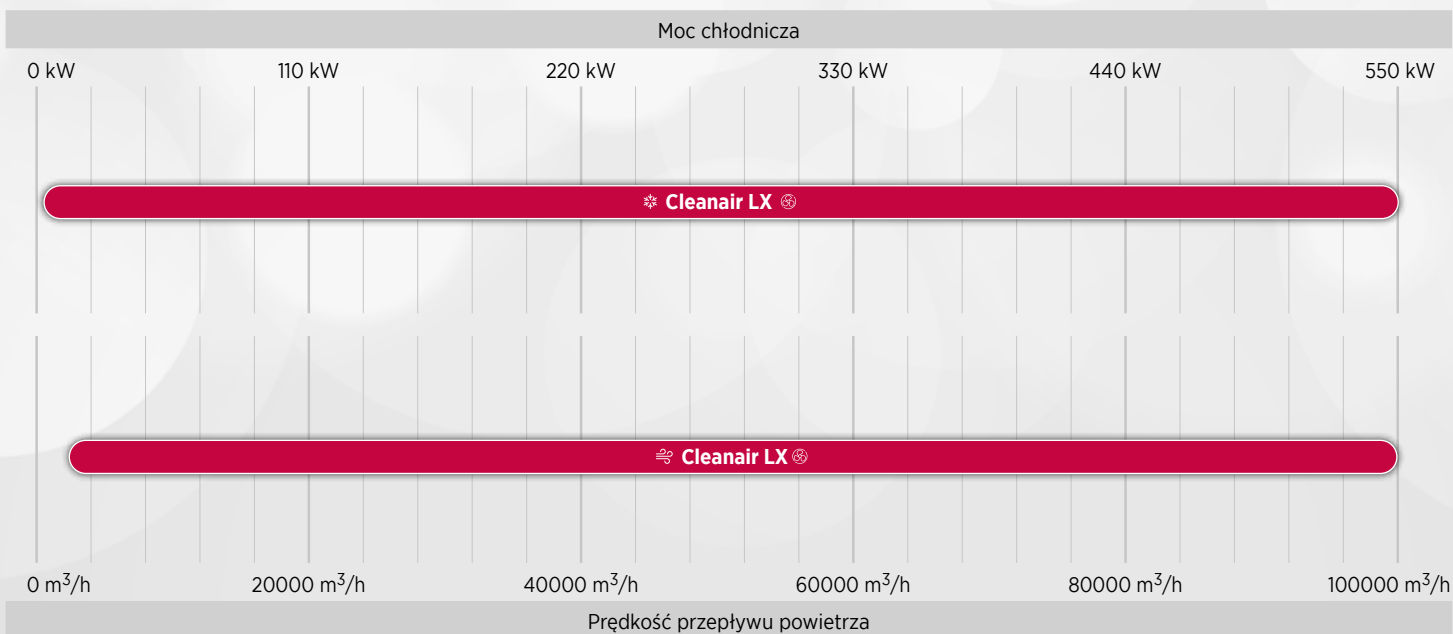 Moc chłodnicza
0 kW 110 kW 220 kW 330 kW 440 kW 550 kW
Cleanair LX
Cleanair LX
0 m³/h 20000 m³/h 40000 m³/h 60000 m³/h 80000 m³/h 100000 m³/h
Prędkość przepływu powietrza